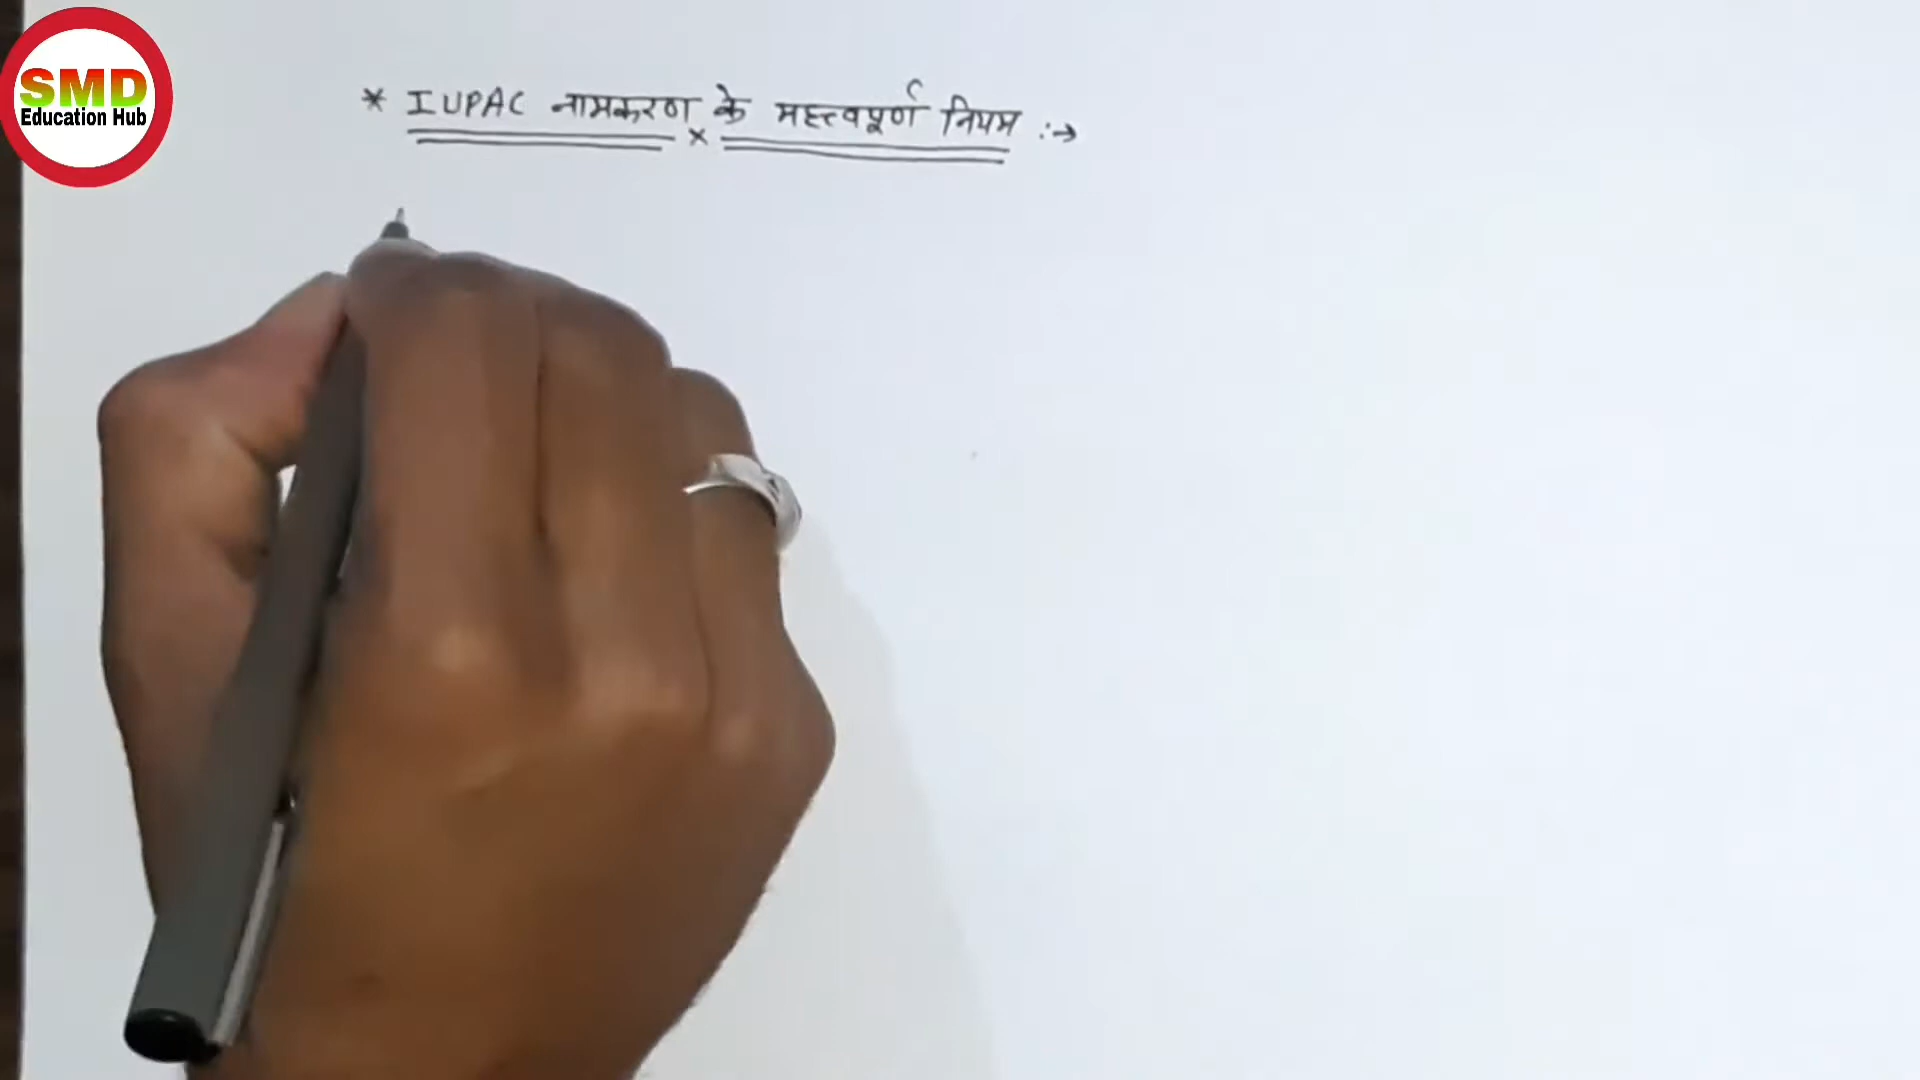 SMD
Education Hub
* IUPAC नामकरण के महत्त्वपूर्ण नियम :→
×